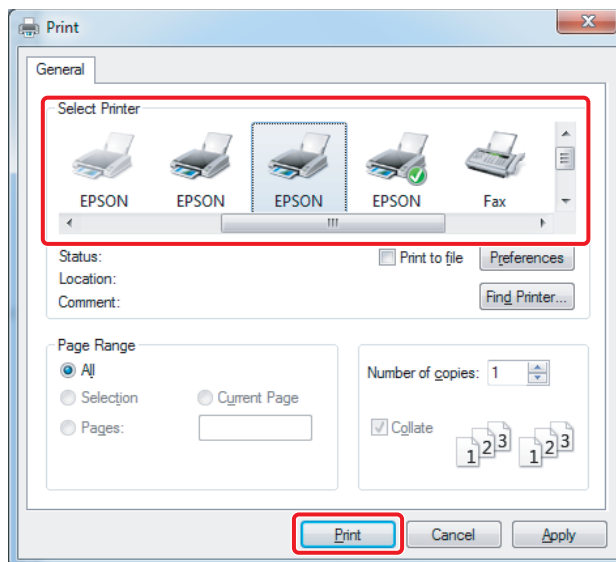 Print
General
Select Printer
EPSON EPSON EPSON EPSON Fax
Status: Print to file Preferences
Location:
Comment: Find Printer...
Page Range
All Number of copies: 1
Selection Current Page
Pages: Collate
1 2 3 1 2 3
Print Cancel Apply